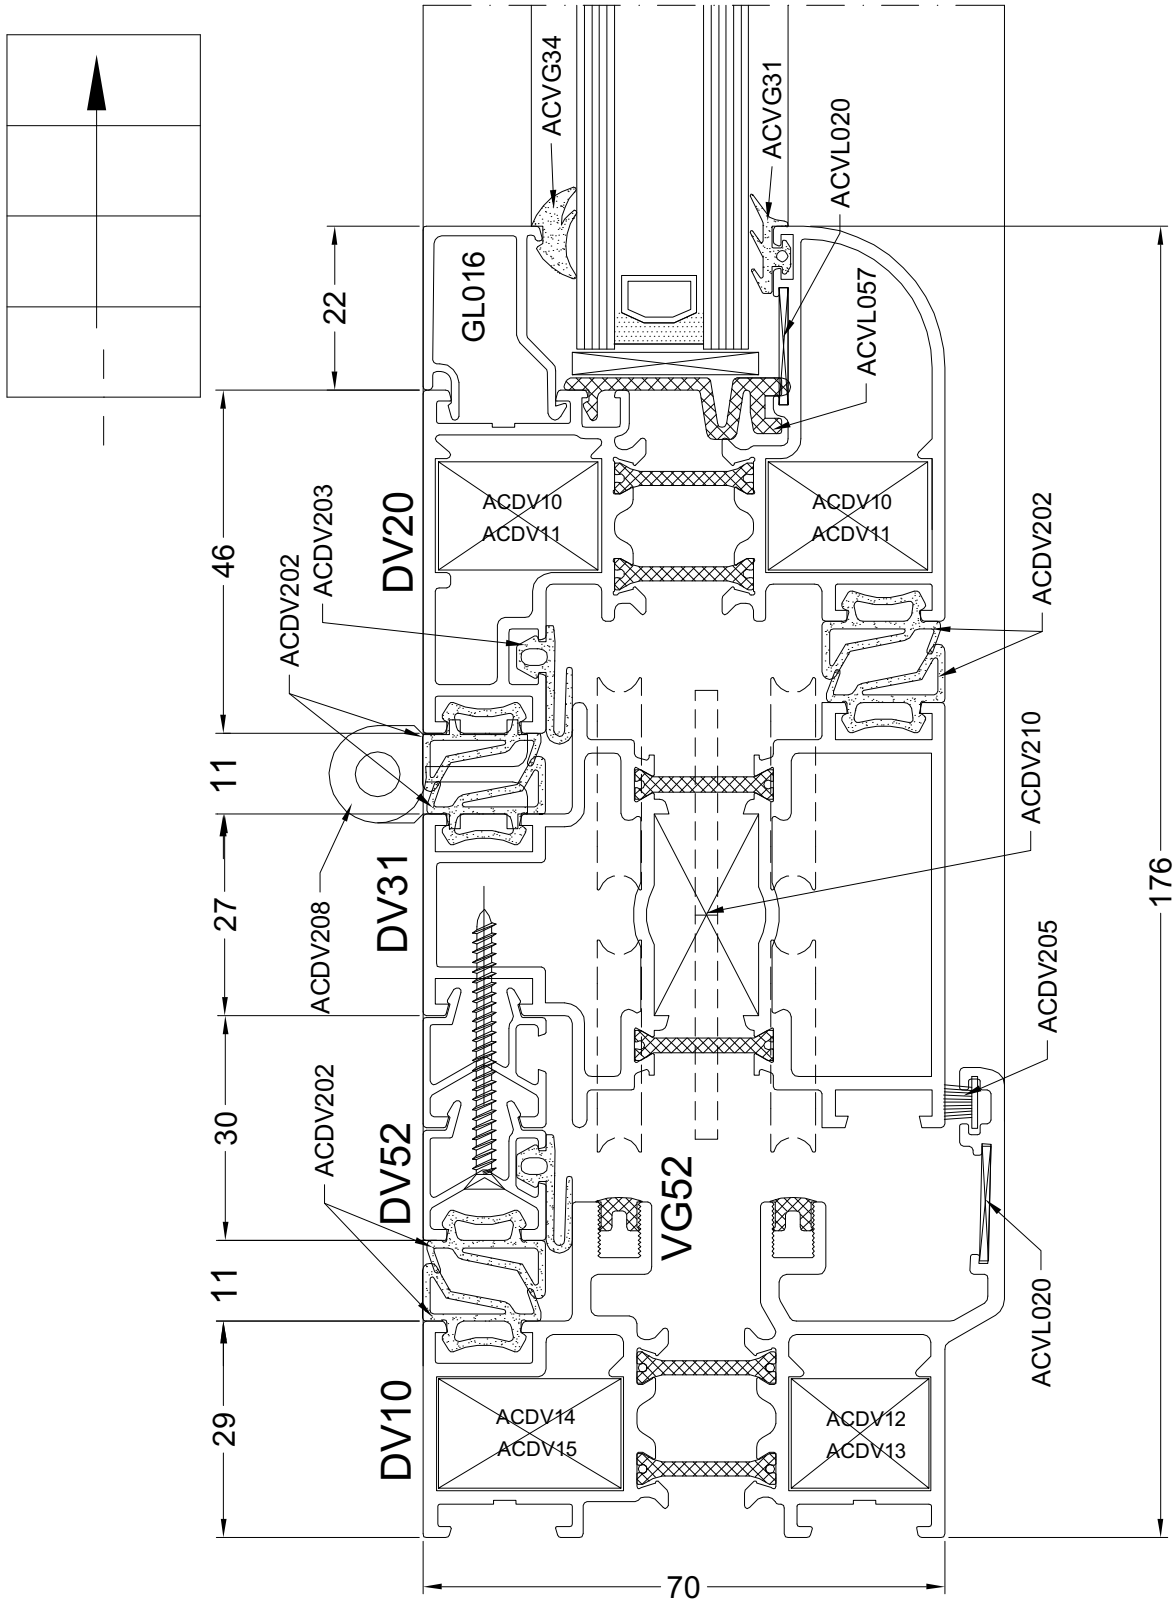 ACVG34
ACVG31
ACVL020
22
GL016
ACVL057
46
ACDV202
ACDV203
DV20
ACDV10
ACDV11
ACDV10
ACDV11
ACDV202
11
ACDV210
27
ACDV208
DV31
176
30
ACDV202
DV52
ACDV205
VG52
11
29
DV10
ACDV14
ACDV15
ACDV12
ACDV13
ACVL020
70